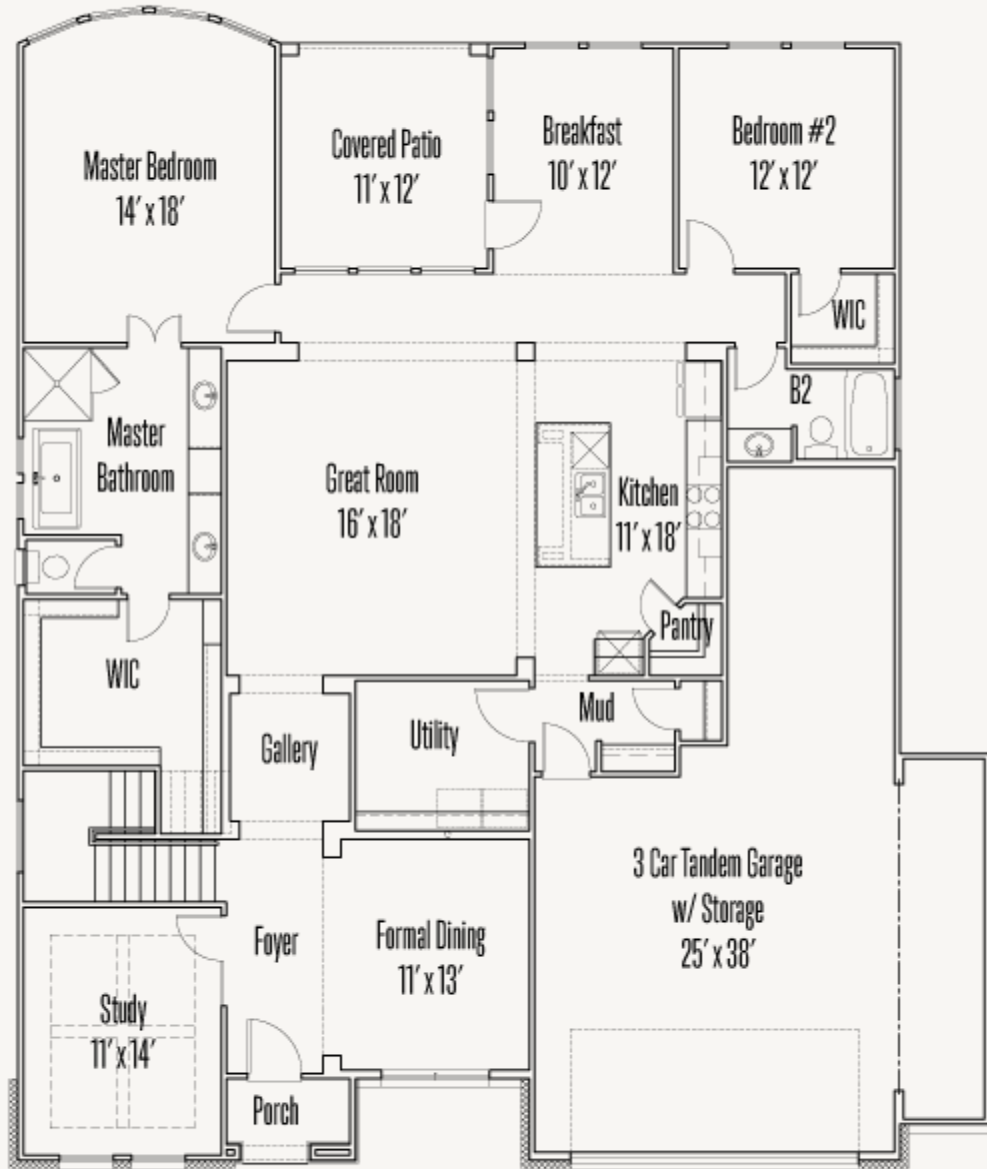 Master Bedroom
14' x 18'
Covered Patio
11' x 12'
Breakfast
10' x 12'
Bedroom #2
12' x 12'
WIC
B2
Master
Bathroom
Great Room
16' x 18'
Kitchen
11' x 18'
Pantry
WIC
Gallery
Utility
Mud
3 Car Tandem Garage
w/ Storage
25' x 38'
Foyer
Formal Dining
11' x 13'
Study
11' x 14'
Porch